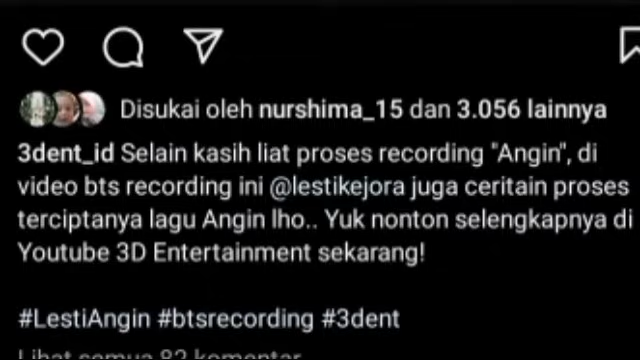 Disukai oleh nurshima_15 dan 3.056 lainnya
3dent_id Selain kasih liat proses recording "Angin", di
video bts recording ini @lestikejora juga ceritain proses
terciptanya lagu Angin lho.. Yuk nonton selengkapnya di
Youtube 3D Entertainment sekarang!
#LestiAngin #btsrecording #3dent
Lihat semua 82 komentar